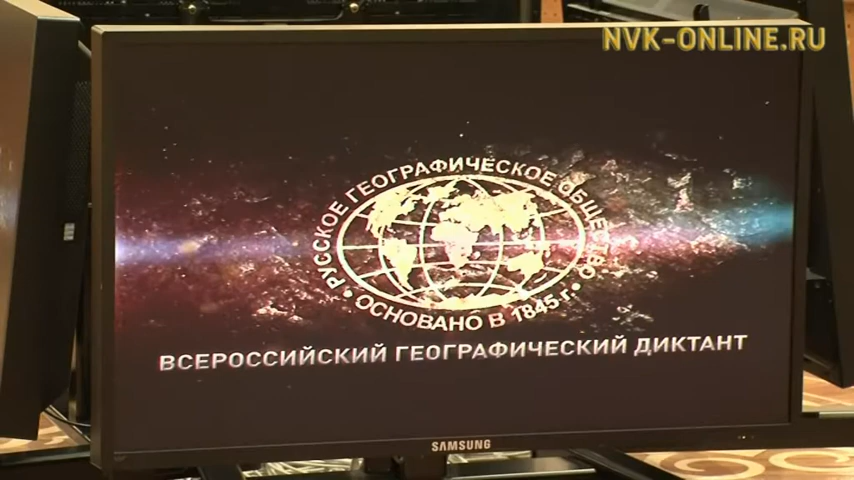 NVK-ONLINE.RU
РУССКОЕ ГЕОГРАФИЧЕСКОЕ ОБЩЕСТВО
• ОСНОВАНО В 1845 г. •
ВСЕРОССИЙСКИЙ ГЕОГРАФИЧЕСКИЙ ДИКТАНТ
SAMSUNG